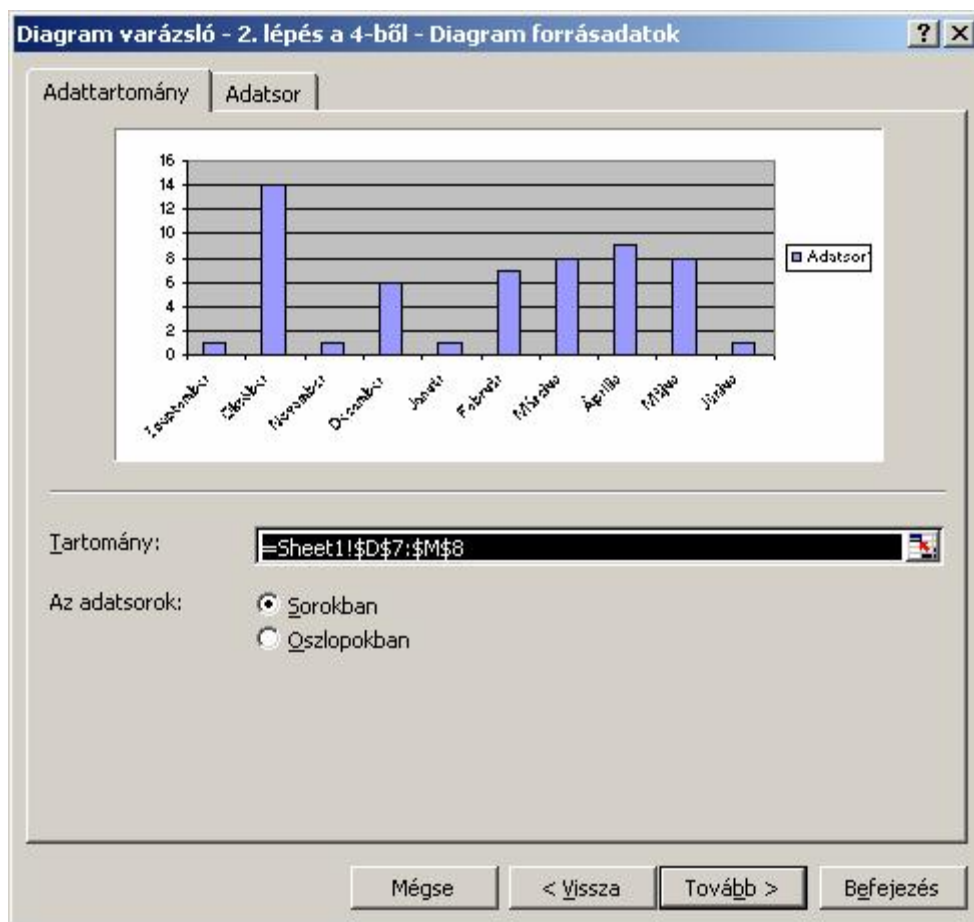 Diagram varázsló - 2. lépés a 4-ből - Diagram forrásadatok
Adattartomány
Adatsor
16
14
12
10
8
6
4
2
0
Adatsor1
Szeptember
Október
November
December
Január
Február
Március
Április
Május
Június
Tartomány:
=Sheet1!$D$7:$M$8
Az adatsorok:
Sorokban
Oszlopokban
Mégse
< Vissza
Tovább >
Befejezés